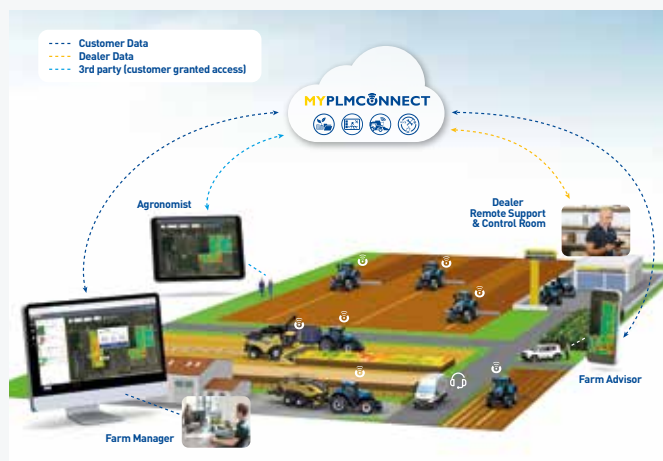 Customer Data
Dealer Data
3rd party (customer granted access)
MYPLMCONNECT
Agronomist
Dealer
Remote Support
& Control Room
Farm Advisor
Farm Manager